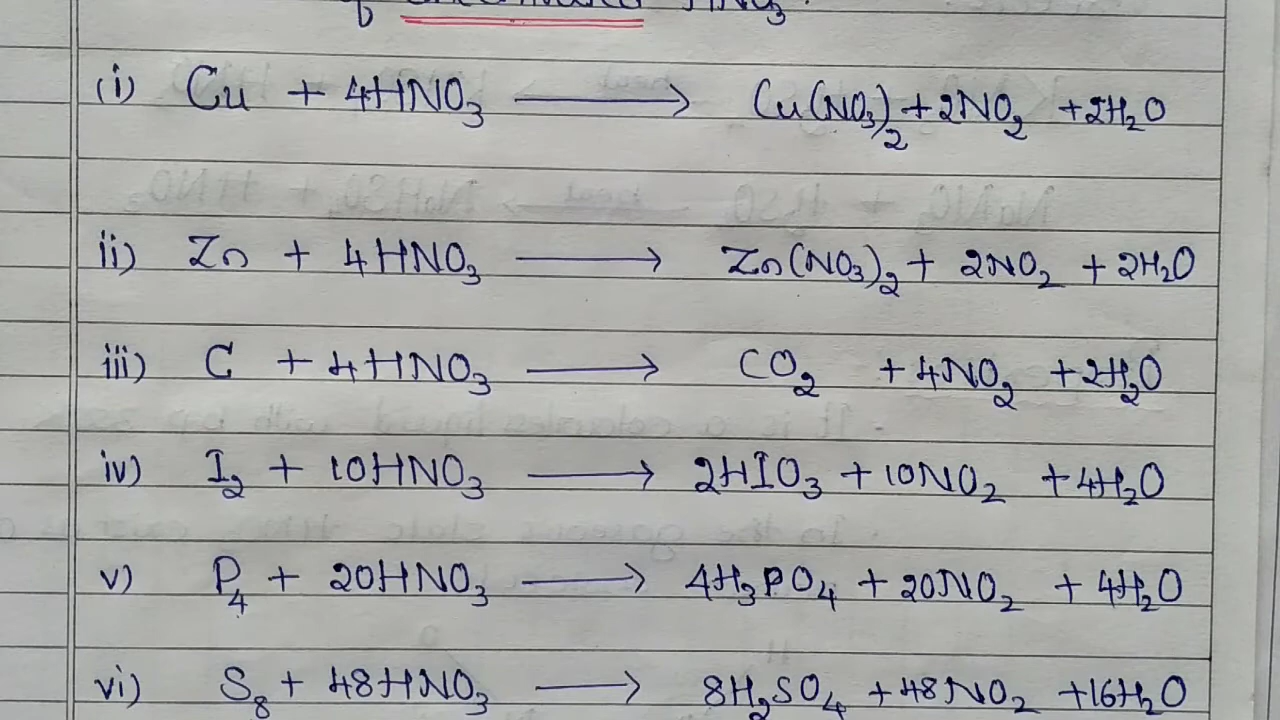 HNO₃
(i) Cu + 4HNO₃ ⟶ Cu(NO₃)₂ + 2NO₂ + 2H₂O
ii) Zn + 4HNO₃ ⟶ Zn(NO₃)₂ + 2NO₂ + 2H₂O
iii) C + 4HNO₃ ⟶ CO₂ + 4NO₂ + 2H₂O
iv) I₂ + 10HNO₃ ⟶ 2HIO₃ + 10NO₂ + 4H₂O
v) P₄ + 20HNO₃ ⟶ 4H₃PO₄ + 20NO₂ + 4H₂O
vi) S₈ + 48HNO₃ ⟶ 8H₂SO₄ + 48NO₂ + 16H₂O